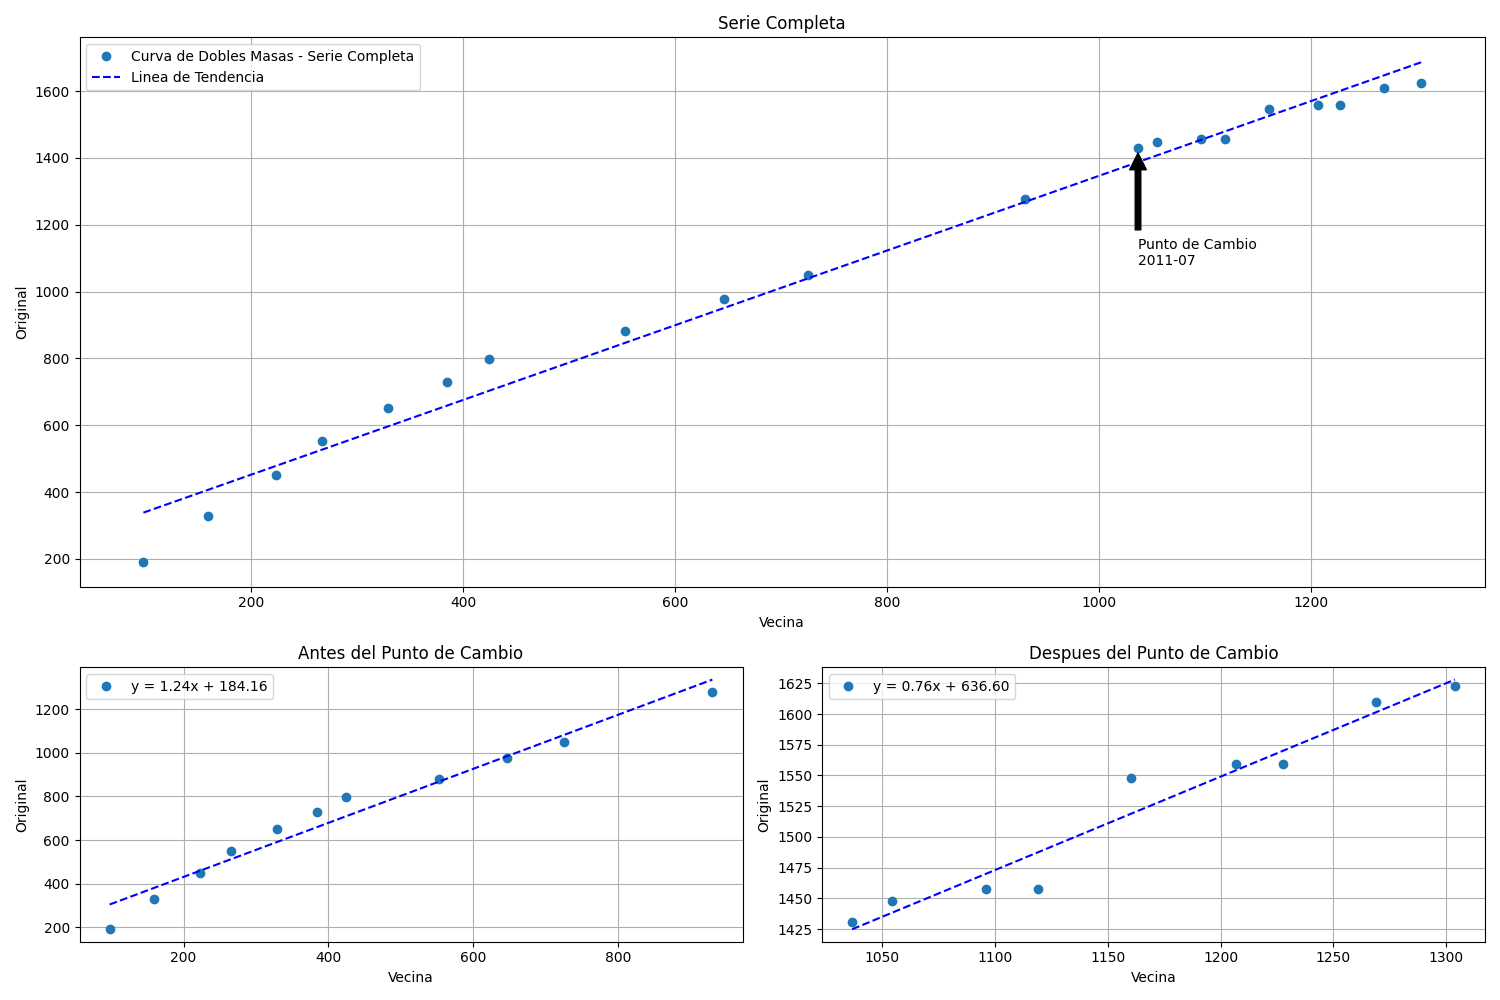 Serie Completa
Curva de Dobles Masas - Serie Completa
Linea de Tendencia
Original
1600
1400
1200
1000
800
600
400
200
Punto de Cambio
2011-07
200 400 600 800 1000 1200
Vecina
Antes del Punto de Cambio
y = 1.24x + 184.16
Original
1200
1000
800
600
400
200
200 400 600 800
Vecina
Despues del Punto de Cambio
y = 0.76x + 636.60
Original
1625
1600
1575
1550
1525
1500
1475
1450
1425
1050 1100 1150 1200 1250 1300
Vecina